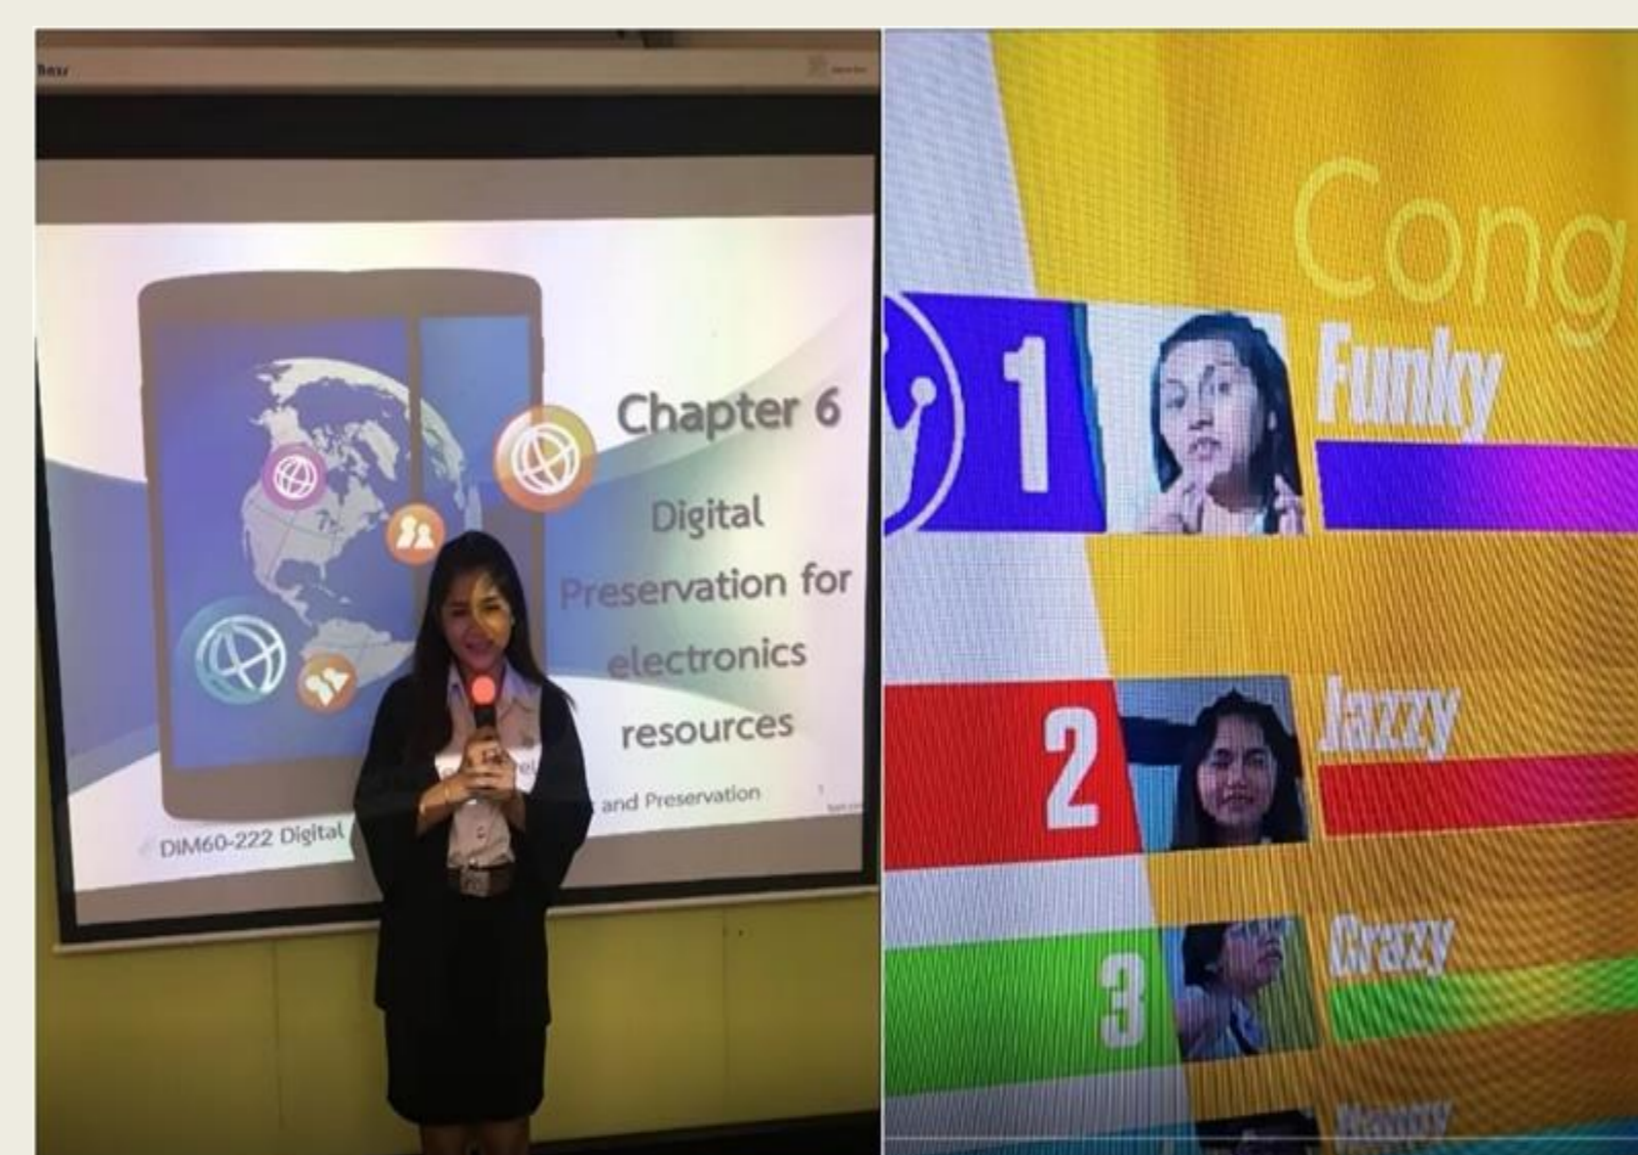 Chapter 6
Digital
Preservation for
electronics
resources
and Preservation
DIM60-222 Digital
Cong
1
Funky
2
Jazzy
3
Crazy
Happy